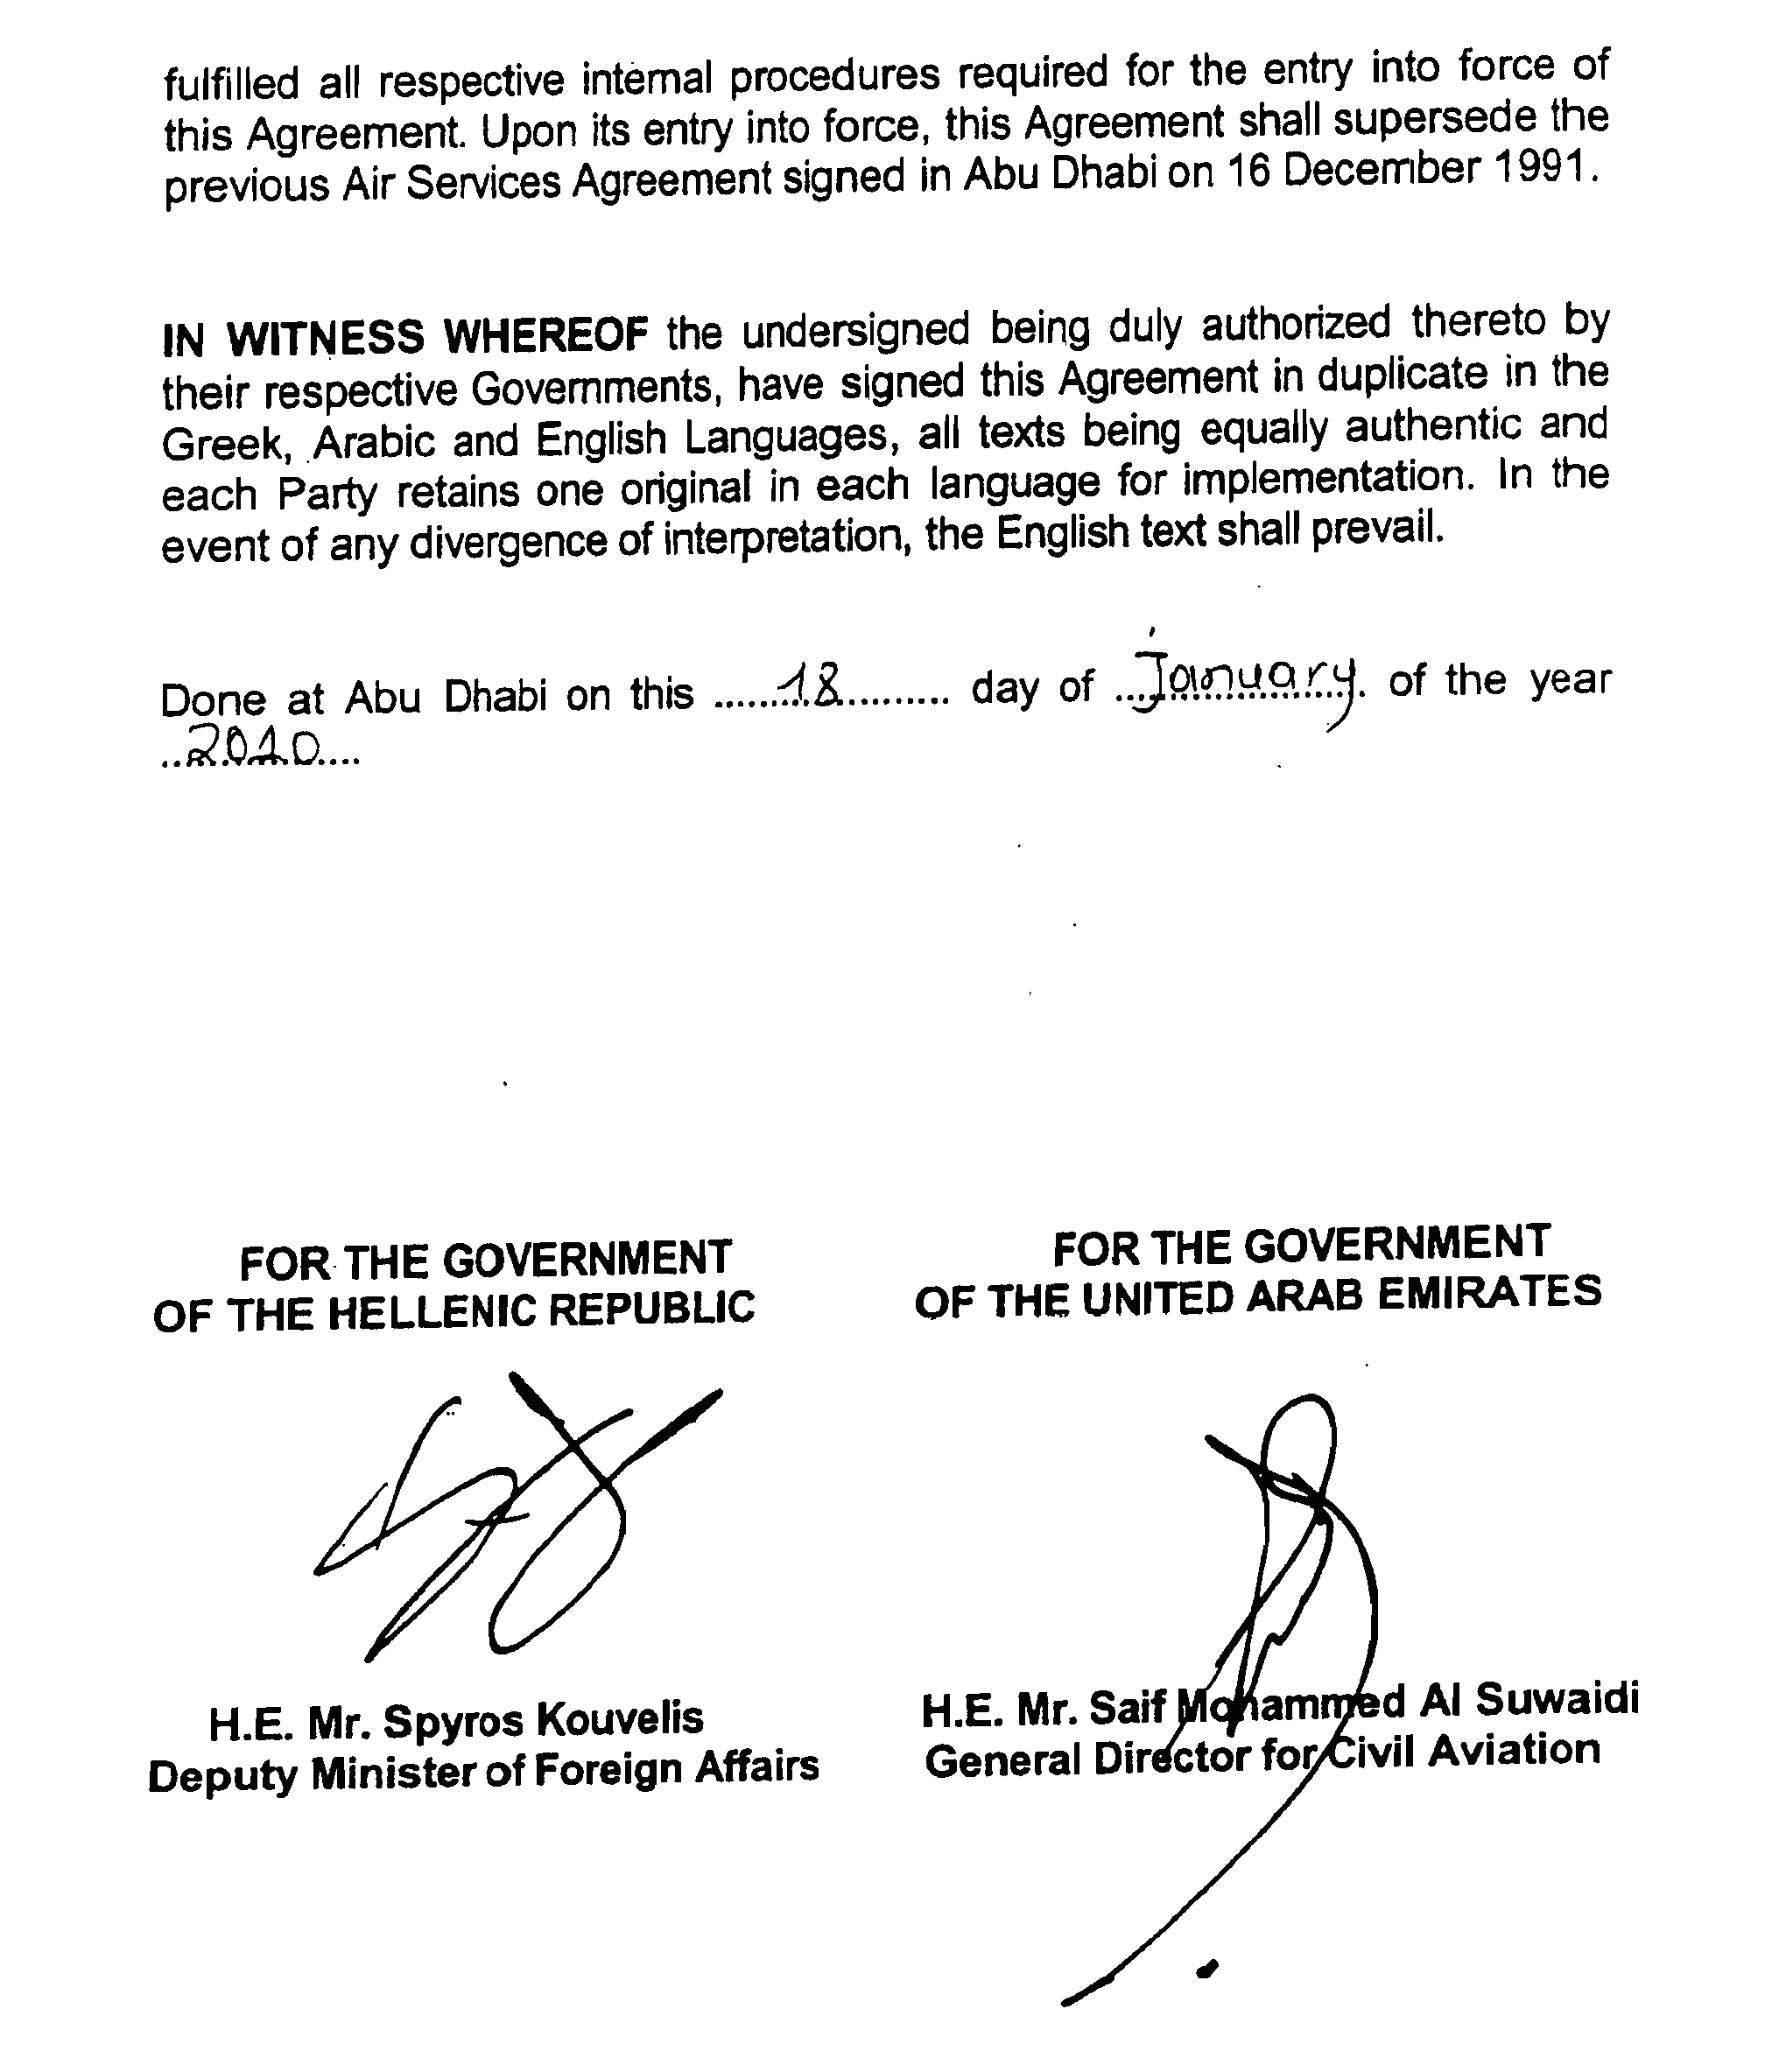 fulfilled all respective internal procedures required for the entry into force of
this Agreement. Upon its entry into force, this Agreement shall supersede the
previous Air Services Agreement signed in Abu Dhabi on 16 December 1991.
IN WITNESS WHEREOF the undersigned being duly authorized thereto by
their respective Governments, have signed this Agreement in duplicate in the
Greek, Arabic and English Languages, all texts being equally authentic and
each Party retains one original in each language for implementation. In the
event of any divergence of interpretation, the English text shall prevail.
Done at Abu Dhabi on this ......18......... day of ...January. of the year
..2010....
FOR THE GOVERNMENT
OF THE HELLENIC REPUBLIC
H.E. Mr. Spyros Kouvelis
Deputy Minister of Foreign Affairs
FOR THE GOVERNMENT
OF THE UNITED ARAB EMIRATES
H.E. Mr. Saif Mohammed Al Suwaidi
General Director for Civil Aviation